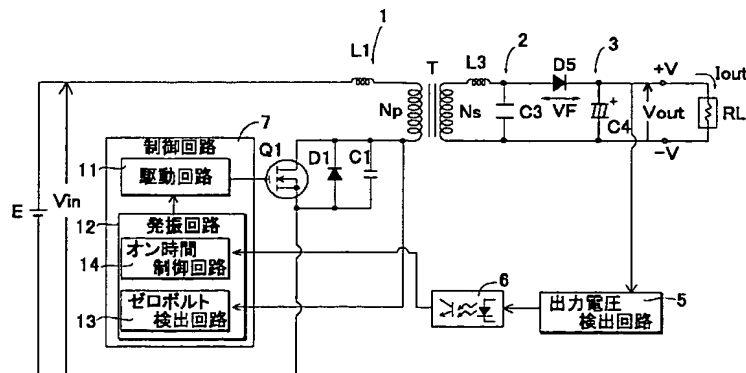 1
L1
T
L3
2
D5
3
+V
Iout
Np
Ns
C3
VF
+
C4
Vout
RL
-V
7
制御回路
Q1
D1
C1
11
駆動回路
E
Vin
12
発振回路
オン時間
制御回路
14
ゼロボルト
検出回路
13
6
出力電圧
検出回路
5